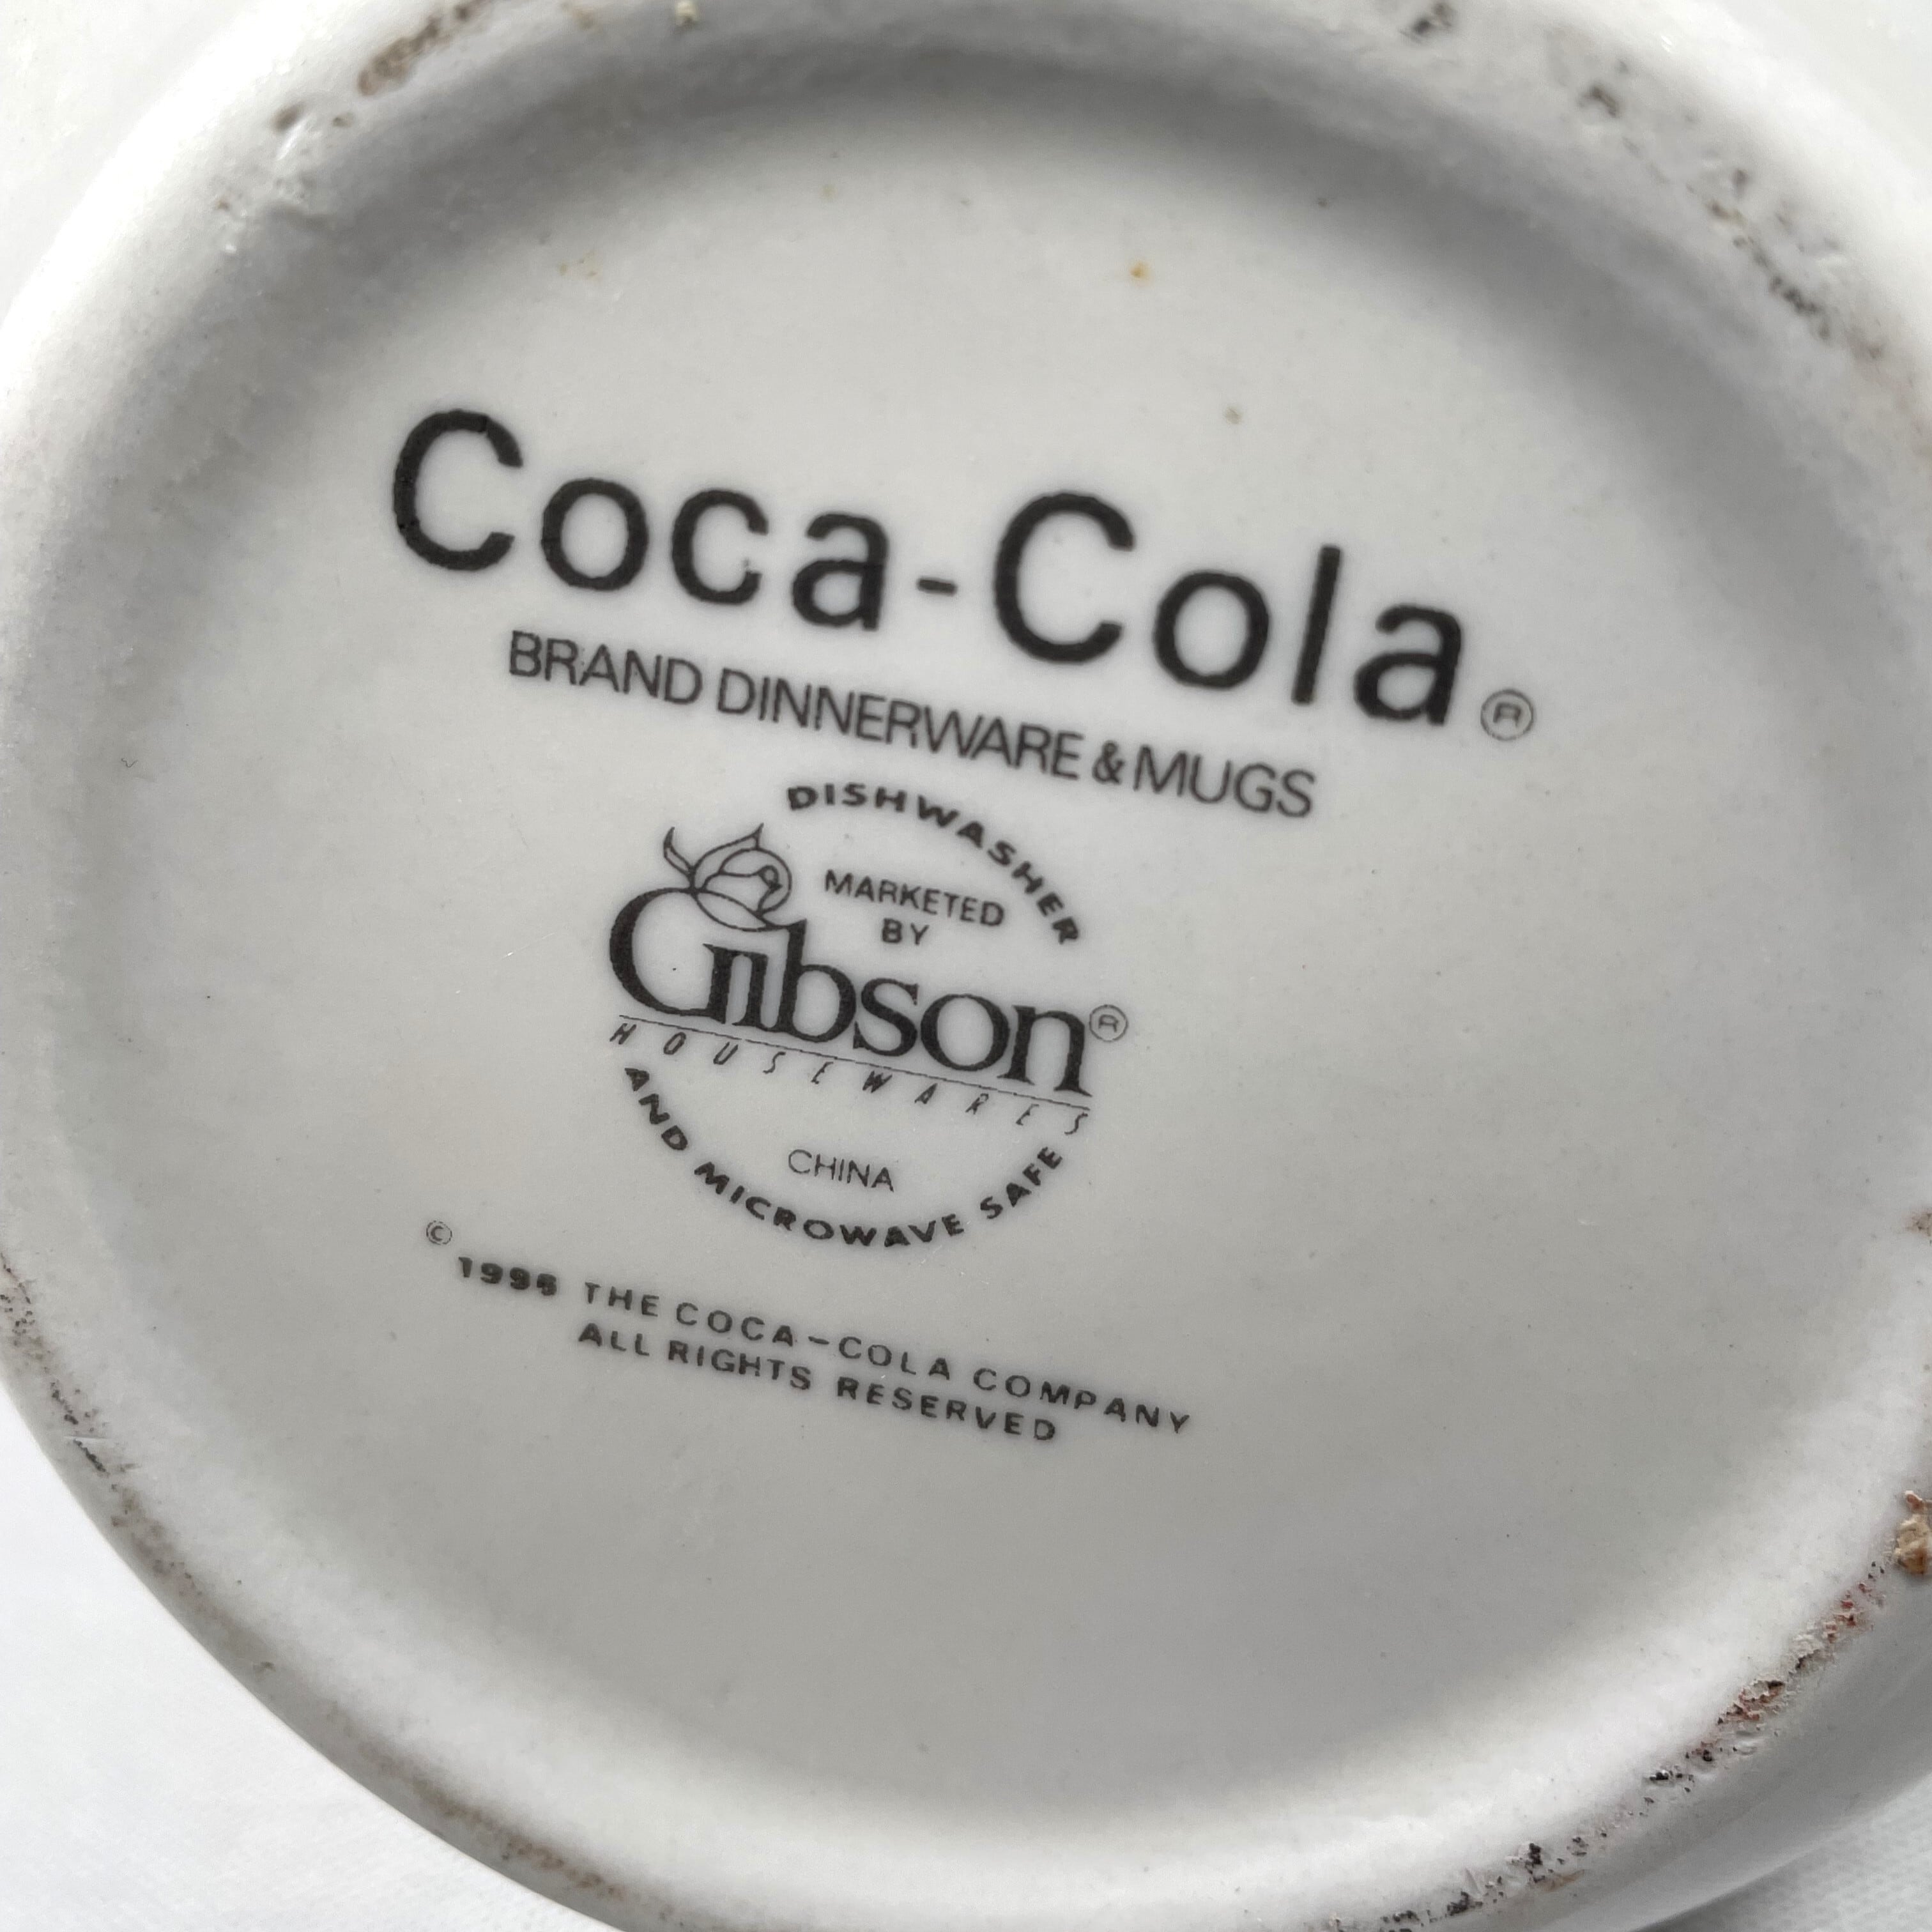 Coca-Cola®
BRAND DINNERWARE & MUGS
DISHWASHER
MARKETED
BY
Gibson®
HOUSEWARES
CHINA
AND MICROWAVE SAFE
© 1996 THE COCA-COLA COMPANY
ALL RIGHTS RESERVED